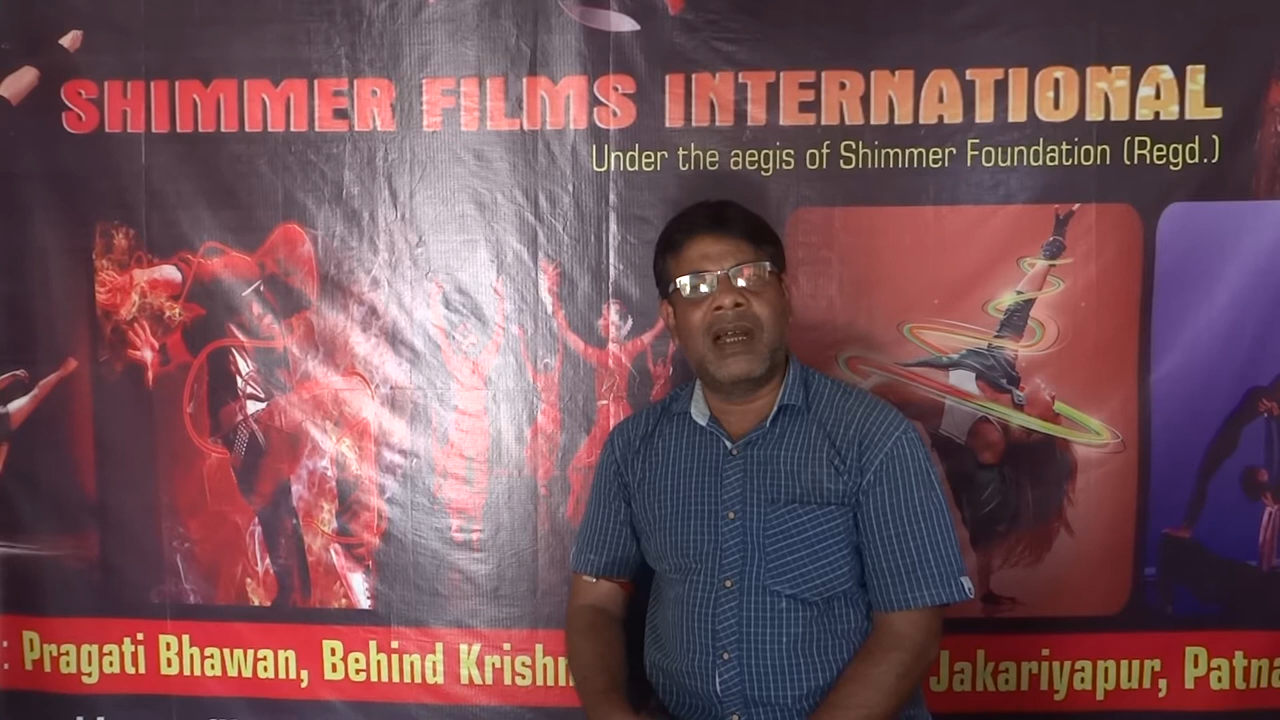 SHIMMER FILMS INTERNATIONAL
Under the aegis of Shimmer Foundation (Regd.)
: Pragati Bhawan, Behind Krishn Jakariyapur, Patna